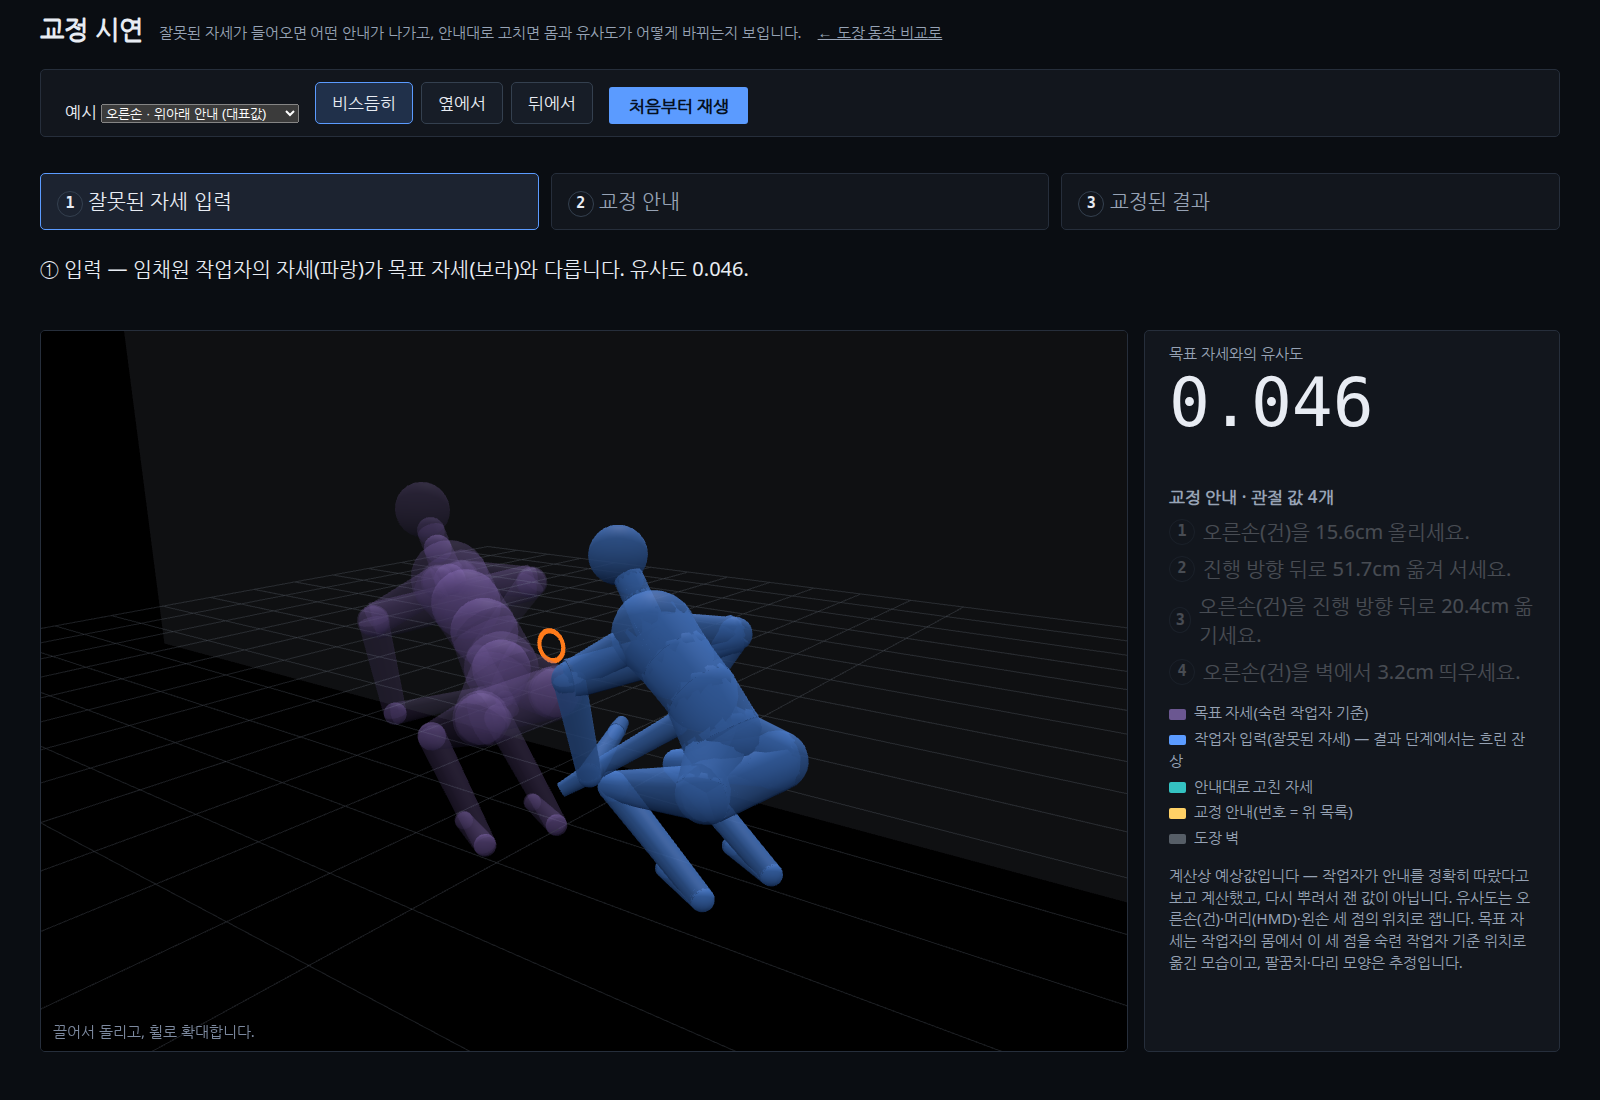 교정 시연 잘못된 자세가 들어오면 어떤 안내가 나가고, 안내대로 고치면 몸과 유사도가 어떻게 바뀌는지 보입니다. ← 도장 동작 비교로
예시 오른손 · 위아래 안내 (대표값) 비스듬히 옆에서 뒤에서 처음부터 재생
1 잘못된 자세 입력 2 교정 안내 3 교정된 결과
① 입력 — 임채원 작업자의 자세(파랑)가 목표 자세(보라)와 다릅니다. 유사도 0.046.
목표 자세와의 유사도
0.046
교정 안내 · 관절 값 4개
1 오른손(건)을 15.6cm 올리세요.
2 진행 방향 뒤로 51.7cm 옮겨 서세요.
3 오른손(건)을 진행 방향 뒤로 20.4cm 옮
기세요.
4 오른손(건)을 벽에서 3.2cm 띄우세요.
목표 자세(숙련 작업자 기준)
작업자 입력(잘못된 자세) — 결과 단계에서는 흐린 잔
상
안내대로 고친 자세
교정 안내(번호 = 위 목록)
도장 벽
계산상 예상값입니다 — 작업자가 안내를 정확히 따랐다고
보고 계산했고, 다시 뿌려서 잰 값이 아닙니다. 유사도는 오
른손(건)·머리(HMD)·왼손 세 점의 위치로 잽니다. 목표 자
세는 작업자의 몸에서 이 세 점을 숙련 작업자 기준 위치로
옮긴 모습이고, 팔꿈치·다리 모양은 추정입니다.
끌어서 돌리고, 휠로 확대합니다.